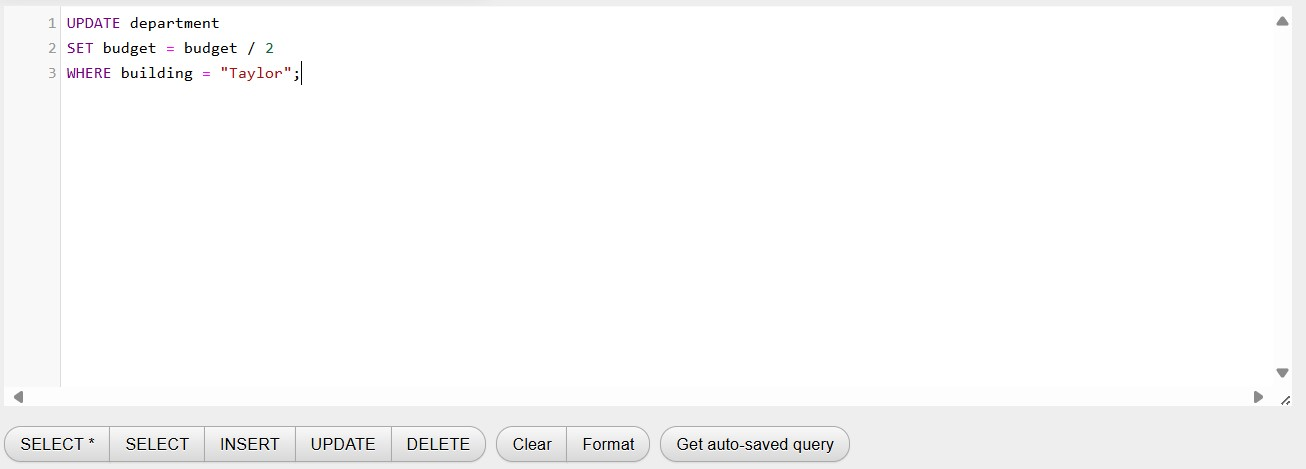 1 UPDATE department
2 SET budget = budget / 2
3 WHERE building = "Taylor";
SELECT * SELECT INSERT UPDATE DELETE Clear Format Get auto-saved query